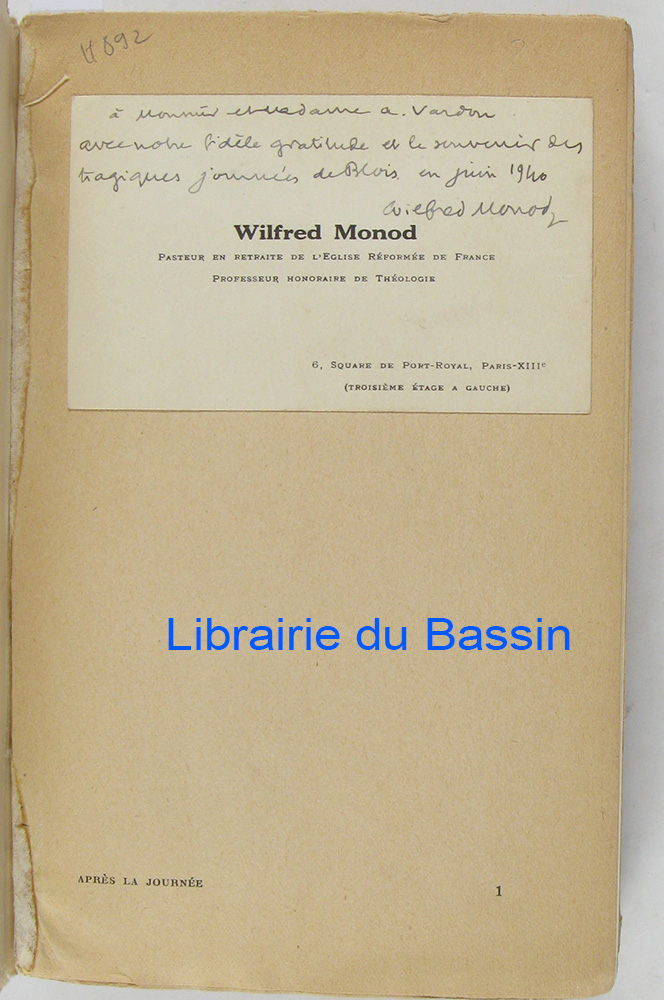 H892
à Monsieur et Madame A. Vardon
avec notre fidèle gratitude et le souvenir des
tragiques journées de Blois en juin 1940
Wilfred Monod
Wilfred Monod
Pasteur en retraite de l'Eglise Réformée de France
Professeur honoraire de Théologie
6, Square de Port-Royal, Paris-XIIIe
(troisième étage a gauche)
Librairie du Bassin
APRÈS LA JOURNÉE
1